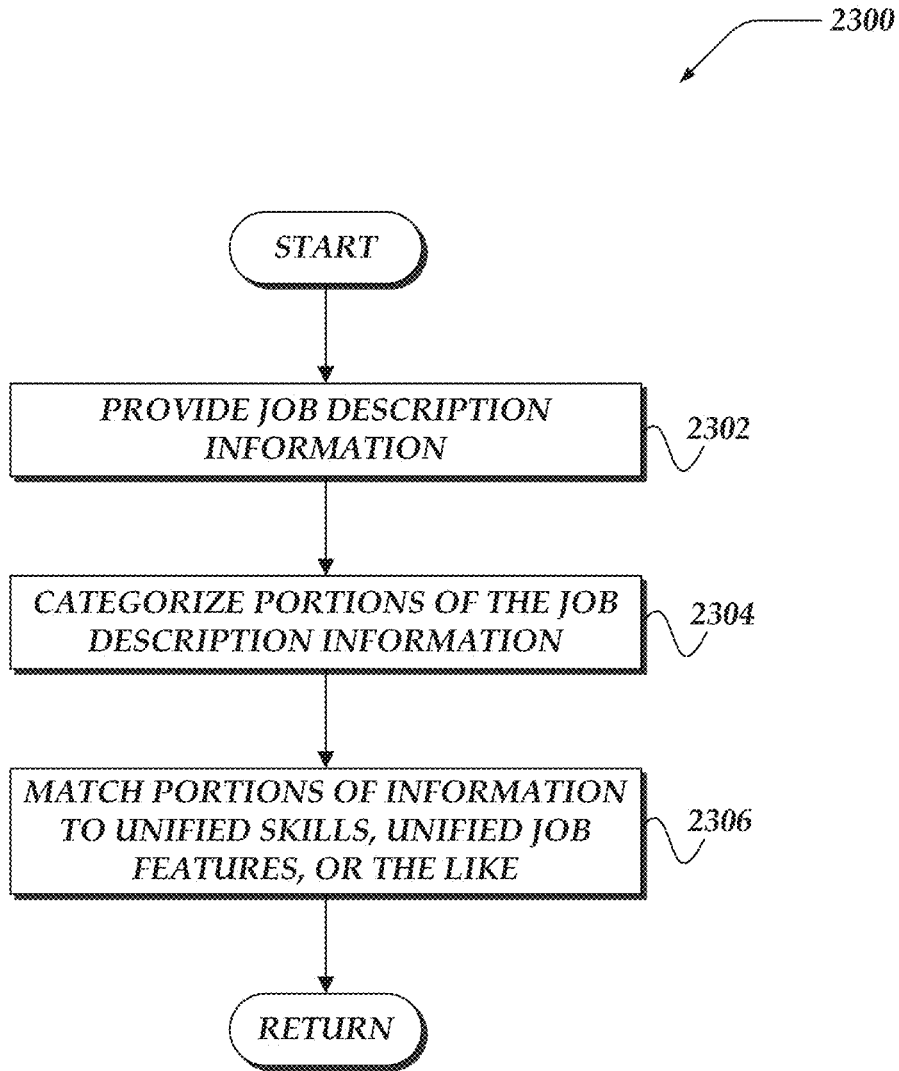 2300
START
PROVIDE JOB DESCRIPTION
INFORMATION
2302
CATEGORIZE PORTIONS OF THE JOB
DESCRIPTION INFORMATION
2304
MATCH PORTIONS OF INFORMATION
TO UNIFIED SKILLS, UNIFIED JOB
FEATURES, OR THE LIKE
2306
RETURN